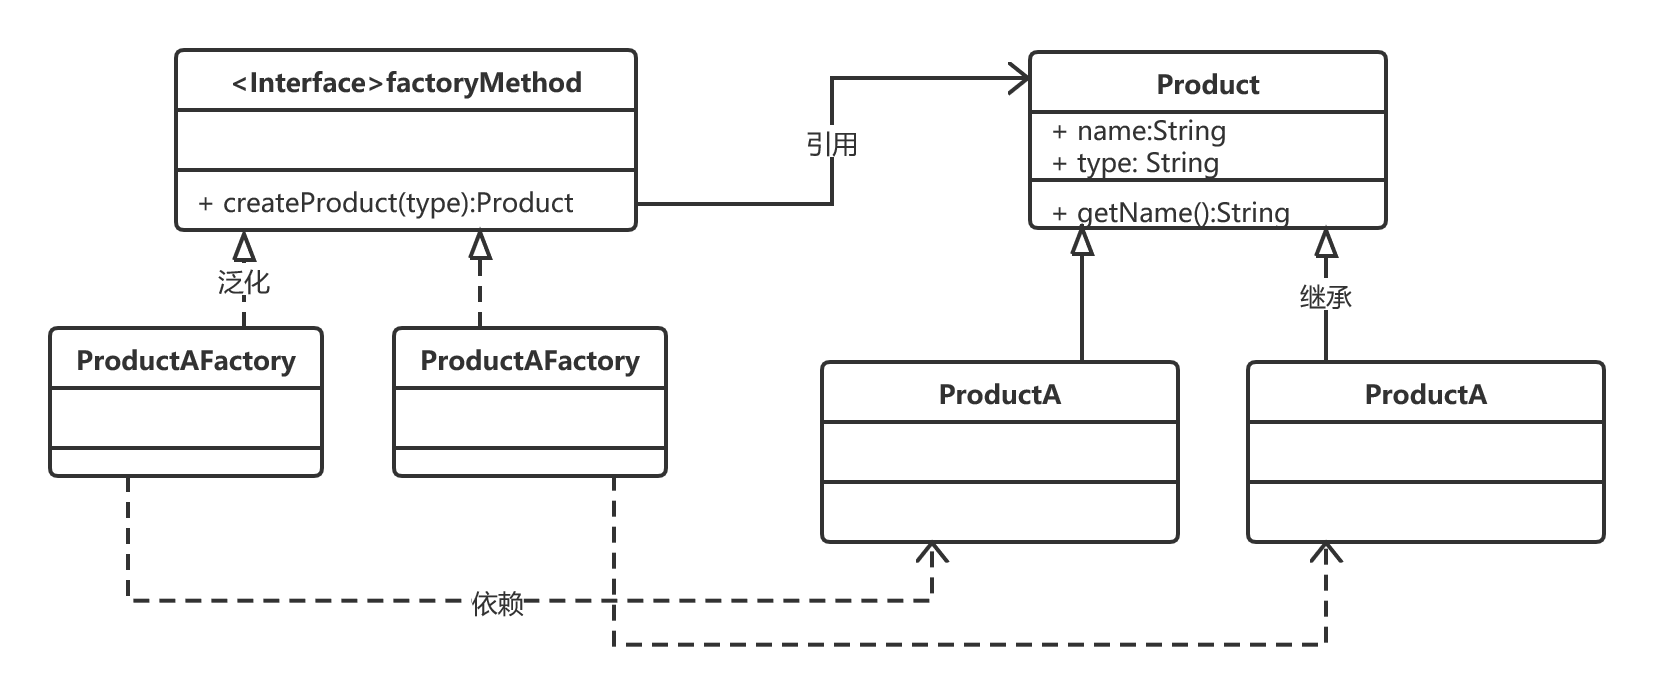 <Interface>factoryMethod
+ createProduct(type):Product
引用
Product
+ name:String
+ type: String
+ getName():String
泛化
继承
ProductAFactory
ProductAFactory
ProductA
ProductA
依赖